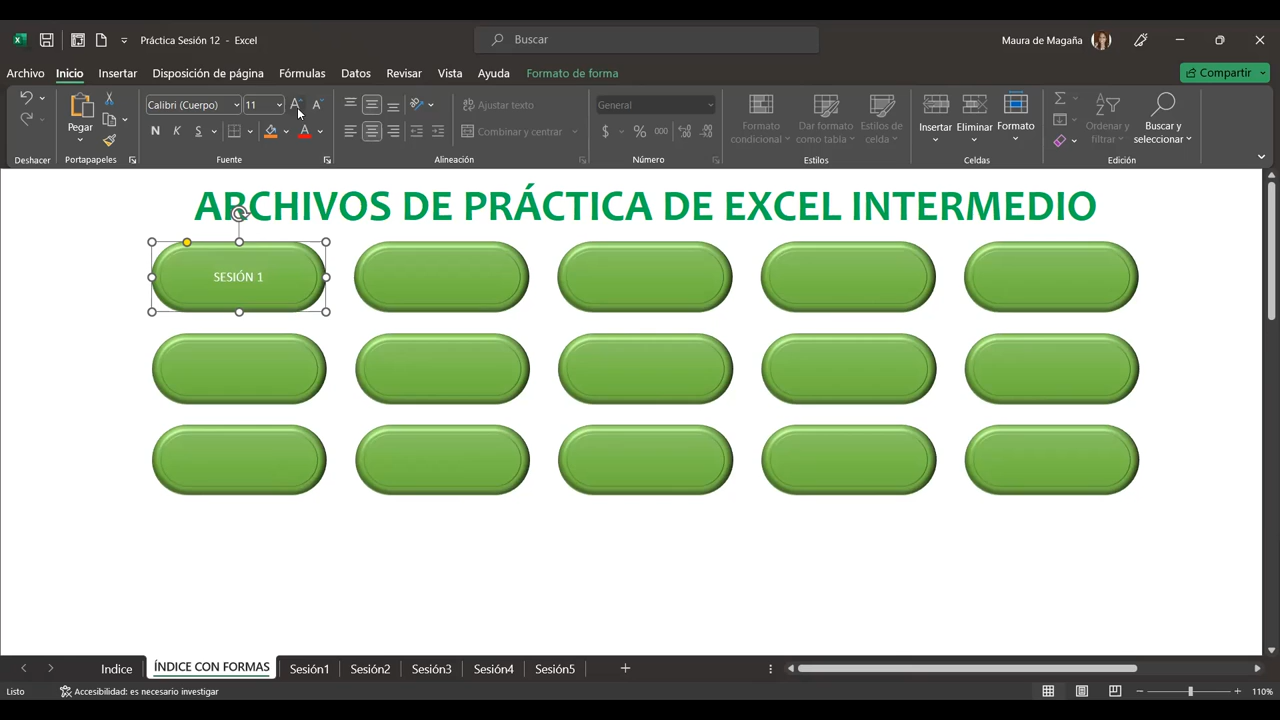 Práctica Sesión 12 - Excel
Buscar
Maura de Magaña
Archivo Inicio Insertar Disposición de página Fórmulas Datos Revisar Vista Ayuda Formato de forma
Compartir
Calibri (Cuerpo) 11 A A
Ajustar texto
General
Pegar
N K S A
Combinar y centrar
$ % 000
Formato condicional
Dar formato como tabla
Estilos de celda
Insertar Eliminar Formato
Ordenar y filtrar
Buscar y seleccionar
Deshacer Portapapeles Fuente Alineación Número Estilos Celdas Edición
ARCHIVOS DE PRÁCTICA DE EXCEL INTERMEDIO
SESIÓN 1
Indice ÍNDICE CON FORMAS Sesión1 Sesión2 Sesión3 Sesión4 Sesión5
Listo Accesibilidad: es necesario investigar 110%